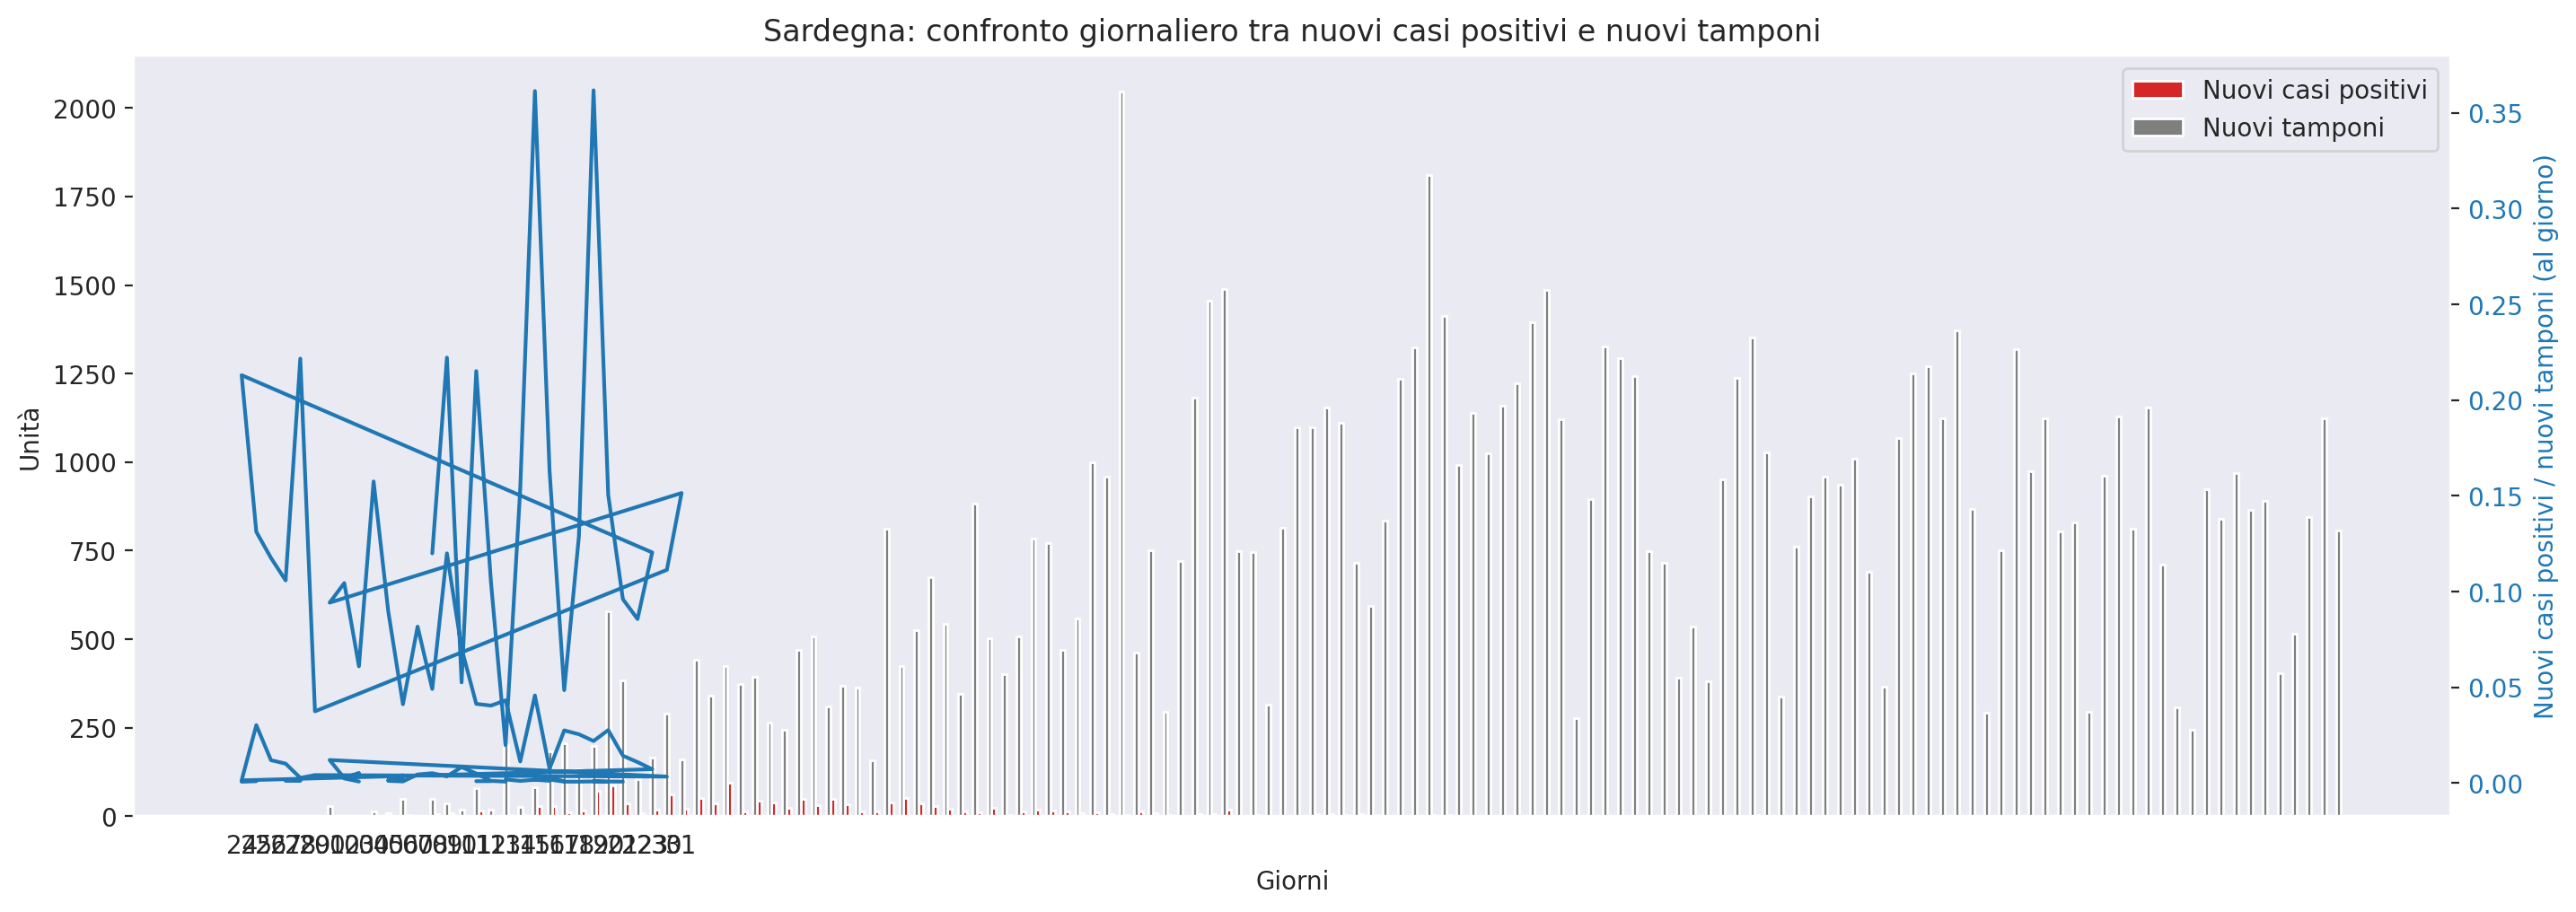 Sardegna: confronto giornaliero tra nuovi casi positivi e nuovi tamponi
Nuovi casi positivi
Nuovi tamponi
2000
1750
1500
1250
1000
750
500
250
0
Unità
0.35
0.30
0.25
0.20
0.15
0.10
0.05
0.00
Nuovi casi positivi / nuovi tamponi (al giorno)
Giorni